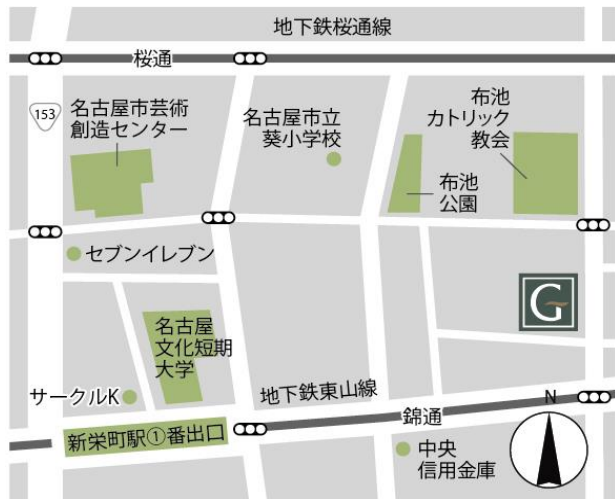 地下鉄桜通線
桜通
153
名古屋市芸術
創造センター
名古屋市立
葵小学校
布池
カトリック
教会
布池
公園
セブンイレブン
G
名古屋
文化短期
大学
サークルK
地下鉄東山線
N
錦通
新栄町駅①番出口
中央
信用金庫